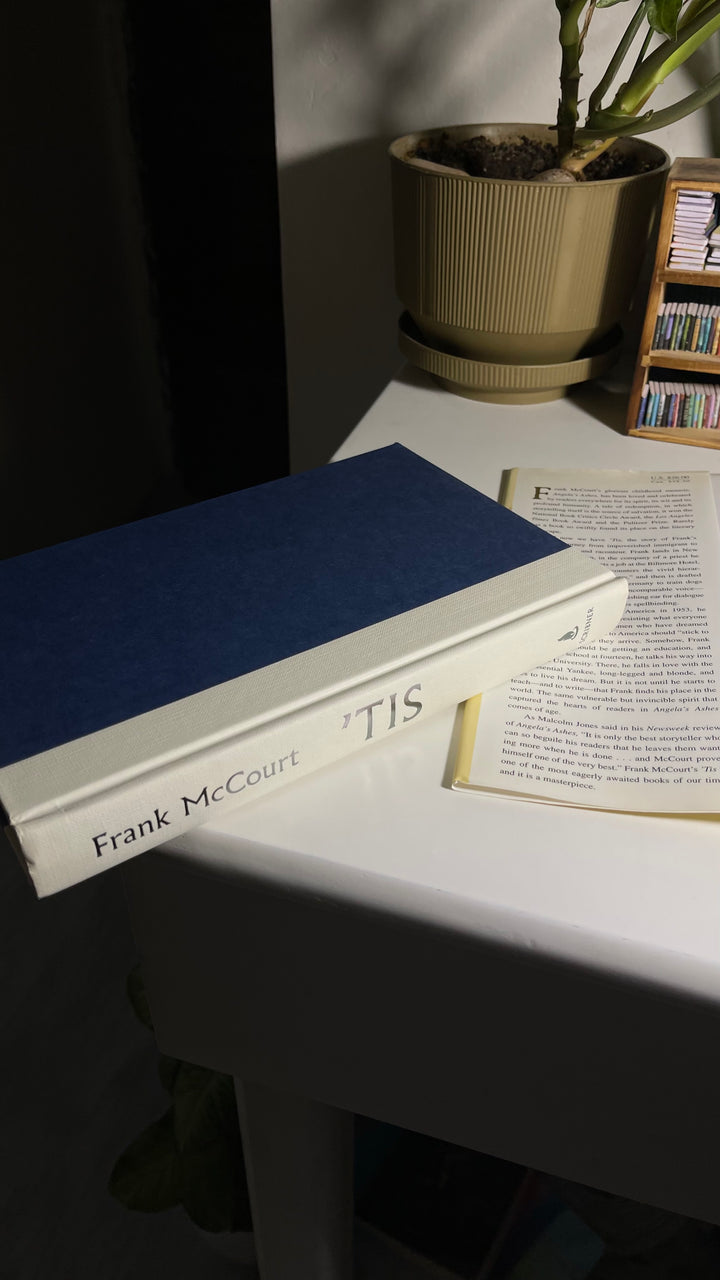 Frank McCourt
'TIS
SCRIBNER
Frank McCourt's glorious childhood memoir,
Angela's Ashes, has been loved and celebrated
by readers everywhere for its spirit, its wit and its
profound humanity. A tale of redemption, in which
storytelling itself is the source of salvation, it won the
National Book Critics Circle Award, the Los Angeles
Times Book Award and the Pulitzer Prize. Rarely
a book so swiftly found its place on the literary
now we have 'Tis, the story of Frank's
journey from impoverished immigrant to
and raconteur. Frank lands in New
in the company of a priest he
a job at the Biltmore Hotel,
the vivid hierar-
and then is drafted
to train dogs
incomparable voice—
ear for dialogue
spellbinding.
America in 1953, he
resisting what everyone
men who have dreamed
to America should "stick to
they arrive. Somehow, Frank
should be getting an education, and
school at fourteen, he talks his way into
University. There, he falls in love with the
Yankee, long-legged and blonde, and
to live his dream. But it is not until he starts to
teach—and to write—that Frank finds his place in the
world. The same vulnerable but invincible spirit that
captured the hearts of readers in Angela's Ashes
comes of age.
As Malcolm Jones said in his Newsweek review
of Angela's Ashes, "It is only the best storyteller who
can so beguile his readers that he leaves them want
ing more when he is done . . . and McCourt prove
himself one of the very best." Frank McCourt's 'Tis
one of the most eagerly awaited books of our tim
and it is a masterpiece.